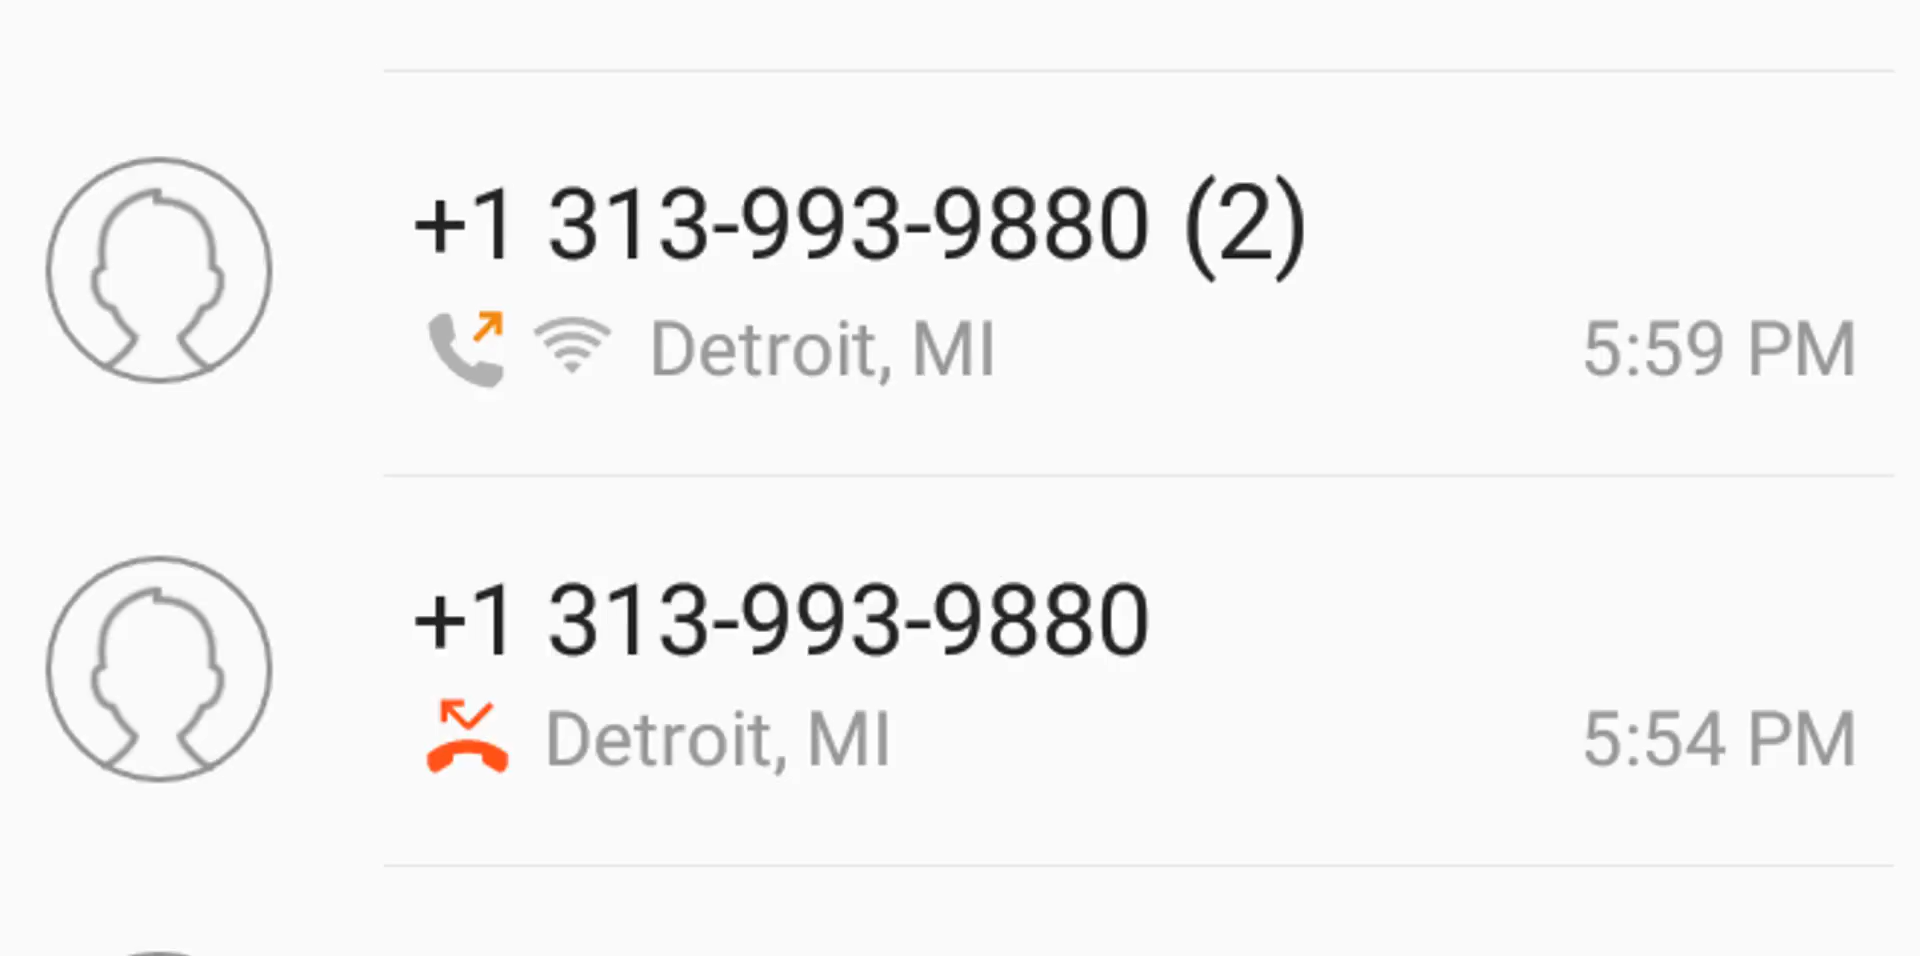 +1 313-993-9880 (2)
Detroit, MI 5:59 PM
+1 313-993-9880
Detroit, MI 5:54 PM